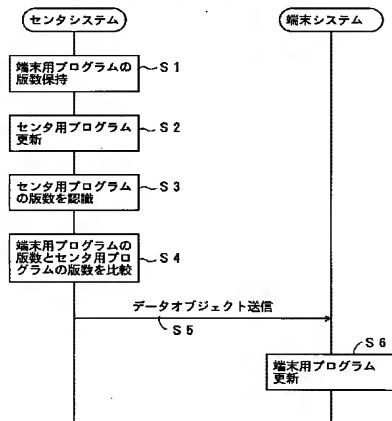 センタシステム
端末システム
端末用プログラムの
版数保持
S1
センタ用プログラム
更新
S2
センタ用プログラム
の版数を認識
S3
端末用プログラムの
版数とセンタ用プロ
グラムの版数を比較
S4
データオブジェクト送信
S5
S6
端末用プログラム
更新